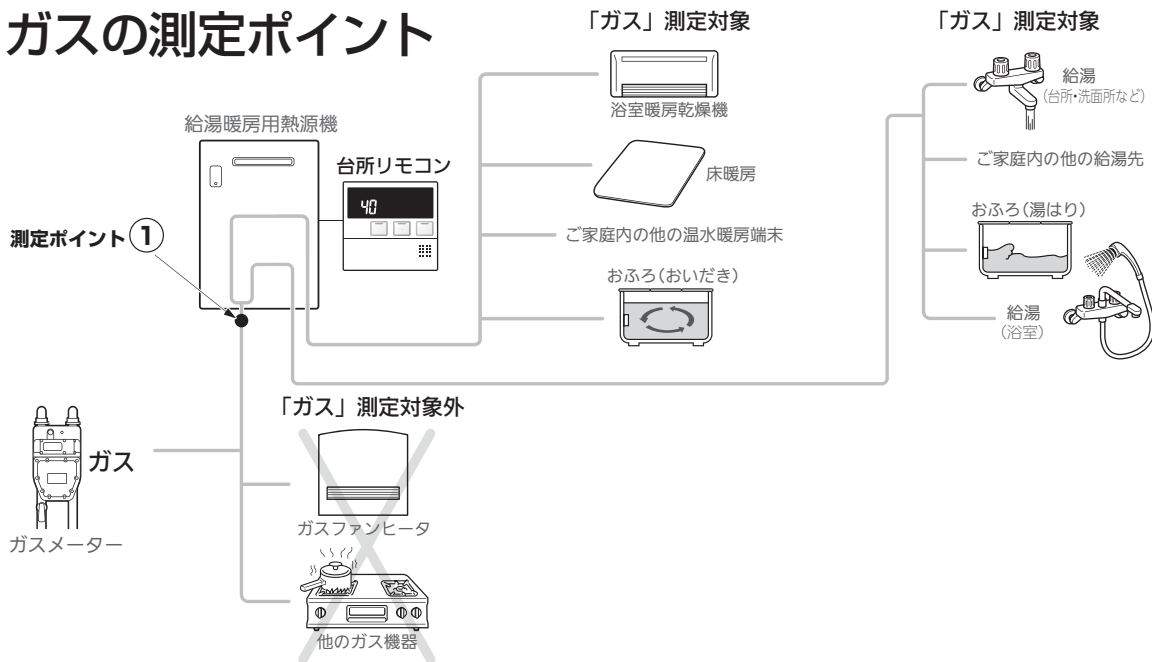 ガスの測定ポイント
「ガス」測定対象
浴室暖房乾燥機
床暖房
ご家庭内の他の温水暖房端末
おふろ(おいだき)
「ガス」測定対象
給湯
(台所・洗面所など)
ご家庭内の他の給湯先
おふろ(湯はり)
給湯
(浴室)
給湯暖房用熱源機
台所リモコン
40
測定ポイント①
「ガス」測定対象外
ガスファンヒータ
他のガス機器
ガス
ガスメーター